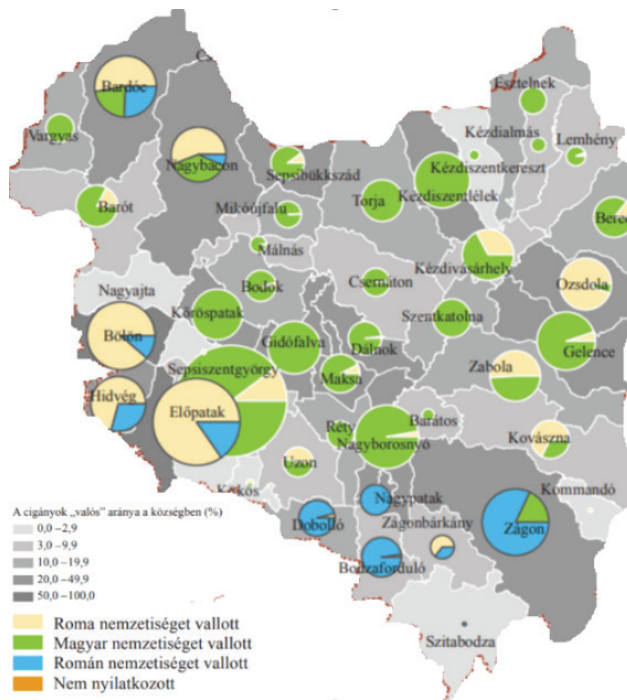 Bardóc
Esztelnek
Vargyas
Kézdialmás
Lemhény
Nagybacon
Sepsibükkszád
Kézdiszentkereszt
Torja
Kézdiszentlélek
Barót
Mikóújfalu
Málnás
Kézdivásárhely
Nagyajta
Bodok
Csernáton
Ozsdola
Kőröspatak
Szentkatolna
Bölön
Gidófalva
Dálnok
Gelence
Sepsiszentgyörgy
Maksa
Zabola
Hídvég
Előpatak
Barátos
Réty
Nagyborosnyó
Kovászna
Uzon
Kökös
Nagypatak
Kommandó
Dobolló
Zágonbárkány
Zágon
Bodzaforduló
Szitabodza
A cigányok „valós” aránya a községben (%)
0,0 –2,9
3,0 –9,9
10,0 –19,9
20,0 –49,9
50,0 –100,0
Roma nemzetiséget vallott
Magyar nemzetiséget vallott
Román nemzetiséget vallott
Nem nyilatkozott